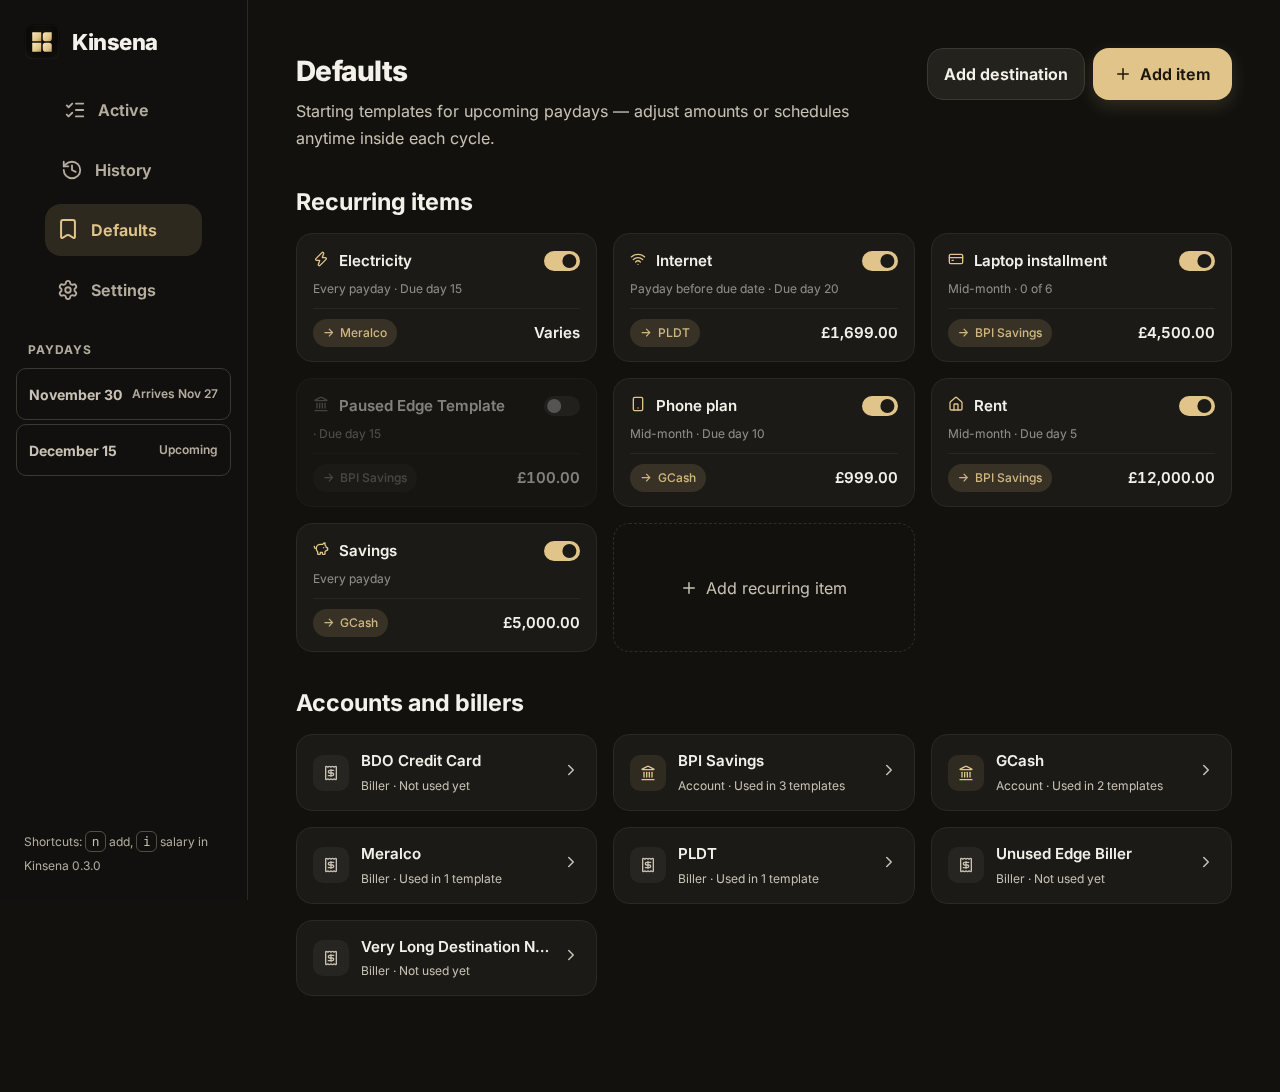 Kinsena
Active
History
Defaults
Settings
PAYDAYS
November 30 Arrives Nov 27
December 15 Upcoming
Shortcuts: n add, i salary in
Kinsena 0.3.0
Defaults
Starting templates for upcoming paydays — adjust amounts or schedules
anytime inside each cycle.
Add destination
+ Add item
Recurring items
Electricity
Every payday · Due day 15
→ Meralco Varies
Internet
Payday before due date · Due day 20
→ PLDT £1,699.00
Laptop installment
Mid-month · 0 of 6
→ BPI Savings £4,500.00
Paused Edge Template
· Due day 15
→ BPI Savings £100.00
Phone plan
Mid-month · Due day 10
→ GCash £999.00
Rent
Mid-month · Due day 5
→ BPI Savings £12,000.00
Savings
Every payday
→ GCash £5,000.00
+ Add recurring item
Accounts and billers
BDO Credit Card
Biller · Not used yet
BPI Savings
Account · Used in 3 templates
GCash
Account · Used in 2 templates
Meralco
Biller · Used in 1 template
PLDT
Biller · Used in 1 template
Unused Edge Biller
Biller · Not used yet
Very Long Destination N...
Biller · Not used yet